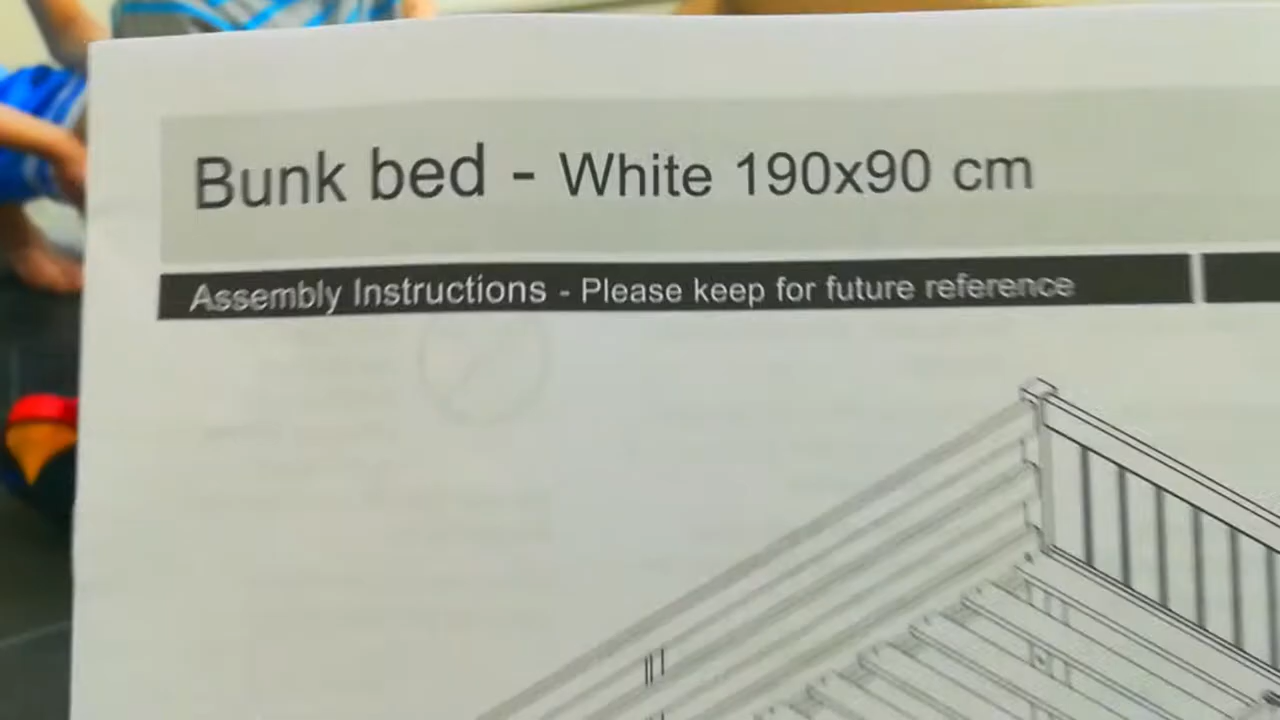 Bunk bed - White 190x90 cm
Assembly Instructions - Please keep for future reference